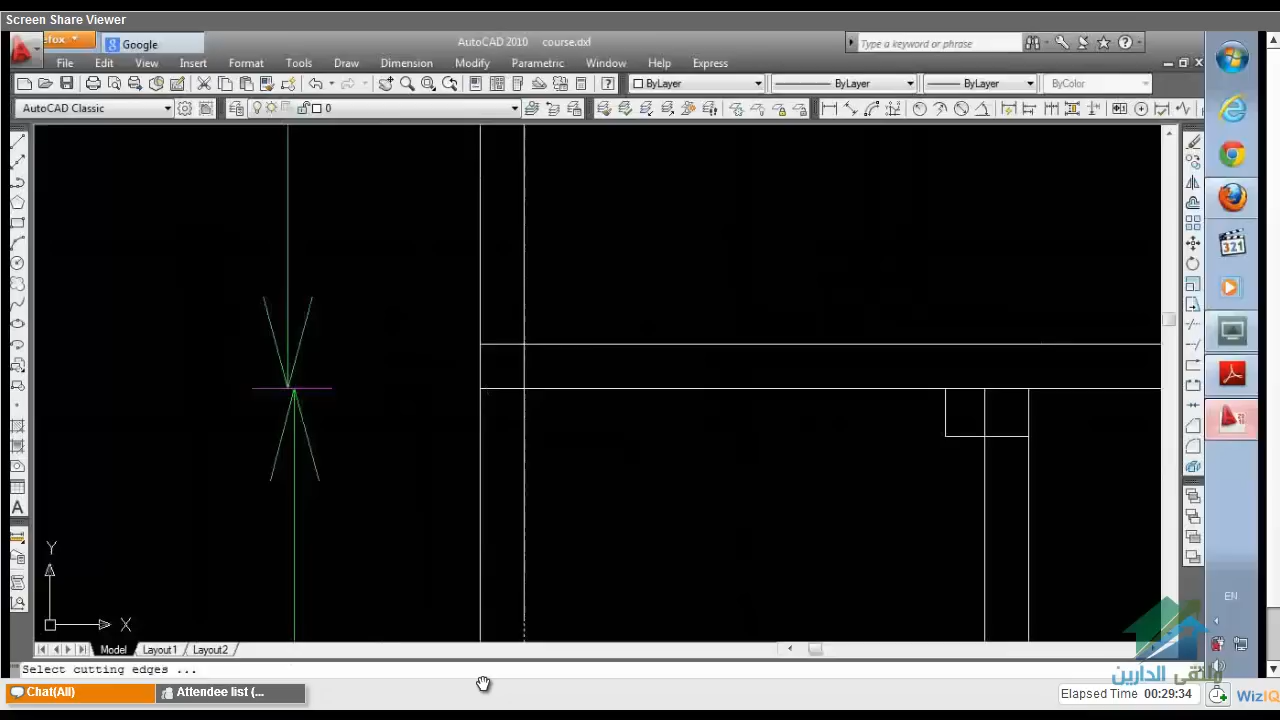 Screen Share Viewer
efox
Google
AutoCAD 2010 course.dxf
Type a keyword or phrase
File Edit View Insert Format Tools Draw Dimension Modify Parametric Window Help Express
ByLayer ByLayer ByLayer ByColor
AutoCAD Classic
0
321
A
Y
X
EN
Model Layout1 Layout2
Select cutting edges ...
ملتقى الدارين
Chat(All) Attendee list (...
Elapsed Time 00:29:34
WizIQ